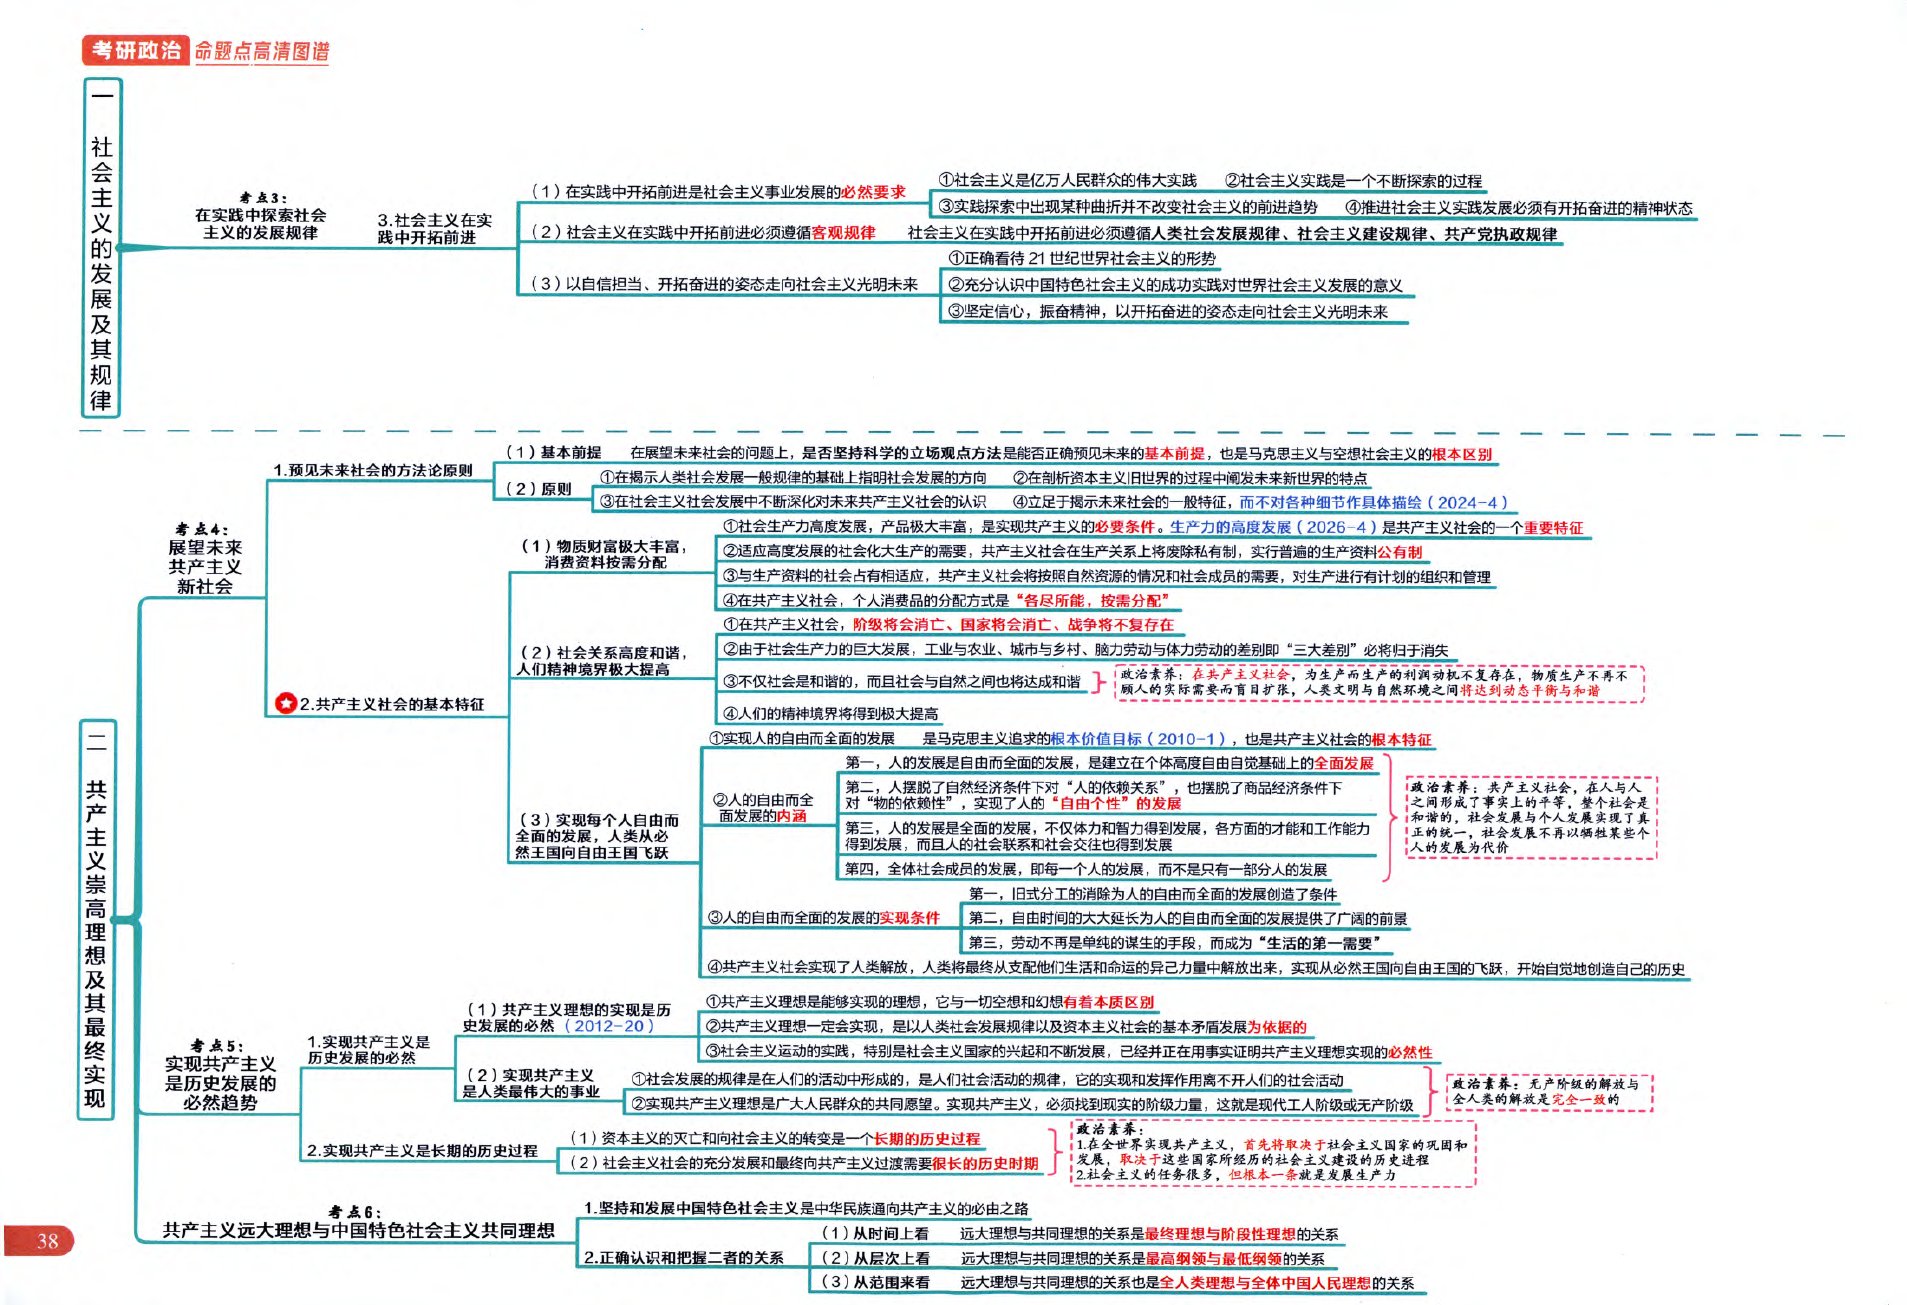 考研政治 命题点高清图谱
一 社会主义的发展及其规律
考点3：
在实践中探索社会
主义的发展规律
3.社会主义在实
践中开拓前进
（1）在实践中开拓前进是社会主义事业发展的必然要求
①社会主义是亿万人民群众的伟大实践 ②社会主义实践是一个不断探索的过程
③实践探索中出现某种曲折并不改变社会主义的前进趋势 ④推进社会主义实践发展必须有开拓奋进的精神状态
（2）社会主义在实践中开拓前进必须遵循客观规律 社会主义在实践中开拓前进必须遵循人类社会发展规律、社会主义建设规律、共产党执政规律
（3）以自信担当、开拓奋进的姿态走向社会主义光明未来
①正确看待21世纪世界社会主义的形势
②充分认识中国特色社会主义的成功实践对世界社会主义发展的意义
③坚定信心，振奋精神，以开拓奋进的姿态走向社会主义光明未来
二 共产主义崇高理想及其最终实现
考点4：
展望未来
共产主义
新社会
1.预见未来社会的方法论原则
（1）基本前提 在展望未来社会的问题上，是否坚持科学的立场观点方法是能否正确预见未来的基本前提，也是马克思主义与空想社会主义的根本区别
（2）原则
①在揭示人类社会发展一般规律的基础上指明社会发展的方向 ②在剖析资本主义旧世界的过程中阐发未来新世界的特点
③在社会主义社会发展中不断深化对未来共产主义社会的认识 ④立足于揭示未来社会的一般特征，而不对各种细节作具体描绘（2024-4）
2.共产主义社会的基本特征
（1）物质财富极大丰富，
消费资料按需分配
①社会生产力高度发展，产品极大丰富，是实现共产主义的必要条件。生产力的高度发展（2026-4）是共产主义社会的一个重要特征
②适应高度发展的社会化大生产的需要，共产主义社会在生产关系上将废除私有制，实行普遍的生产资料公有制
③与生产资料的社会占有相适应，共产主义社会将按照自然资源的情况和社会成员的需要，对生产进行有计划的组织和管理
④在共产主义社会，个人消费品的分配方式是“各尽所能，按需分配”
（2）社会关系高度和谐，
人们精神境界极大提高
①在共产主义社会，阶级将会消亡、国家将会消亡、战争将不复存在
②由于社会生产力的巨大发展，工业与农业、城市与乡村、脑力劳动与体力劳动的差别即“三大差别”必将归于消失
③不仅社会是和谐的，而且社会与自然之间也将达成和谐
政治素养：在共产主义社会，为生产而生产的利润动机不复存在，物质生产不再不
顾人的实际需要而盲目扩张，人类文明与自然环境之间将达到动态平衡与和谐
④人们的精神境界将得到极大提高
（3）实现每个人自由而
全面的发展，人类从必
然王国向自由王国飞跃
①实现人的自由而全面的发展 是马克思主义追求的根本价值目标（2010-1），也是共产主义社会的根本特征
②人的自由而全
面发展的内涵
第一，人的发展是自由而全面的发展，是建立在个体高度自由自觉基础上的全面发展
第二，人摆脱了自然经济条件下对“人的依赖关系”，也摆脱了商品经济条件下
对“物的依赖性”，实现了人的“自由个性”的发展
第三，人的发展是全面的发展，不仅体力和智力得到发展，各方面的才能和工作能力
得到发展，而且人的社会联系和社会交往也得到发展
第四，全体社会成员的发展，即每一个人的发展，而不是只有一部分人的发展
政治素养：共产主义社会，在人与人
之间形成了事实上的平等，整个社会是
和谐的，社会发展与个人发展实现了真
正的统一，社会发展不再以牺牲某些个
人的发展为代价
③人的自由而全面的发展的实现条件
第一，旧式分工的消除为人的自由而全面的发展创造了条件
第二，自由时间的大大延长为人的自由而全面的发展提供了广阔的前景
第三，劳动不再是单纯的谋生的手段，而成为“生活的第一需要”
④共产主义社会实现了人类解放，人类将最终从支配他们生活和命运的异己力量中解放出来，实现从必然王国向自由王国的飞跃，开始自觉地创造自己的历史
考点5：
实现共产主义
是历史发展的
必然趋势
1.实现共产主义是
历史发展的必然
（1）共产主义理想的实现是历
史发展的必然（2012-20）
①共产主义理想是能够实现的理想，它与一切空想和幻想有着本质区别
②共产主义理想一定会实现，是以人类社会发展规律以及资本主义社会的基本矛盾发展为依据的
③社会主义运动的实践，特别是社会主义国家的兴起和不断发展，已经并正在用事实证明共产主义理想实现的必然性
（2）实现共产主义
是人类最伟大的事业
①社会发展的规律是在人们的活动中形成的，是人们社会活动的规律，它的实现和发挥作用离不开人们的社会活动
②实现共产主义理想是广大人民群众的共同愿望。实现共产主义，必须找到现实的阶级力量，这就是现代工人阶级或无产阶级
政治素养：无产阶级的解放与
全人类的解放是完全一致的
2.实现共产主义是长期的历史过程
（1）资本主义的灭亡和向社会主义的转变是一个长期的历史过程
（2）社会主义社会的充分发展和最终向共产主义过渡需要很长的历史时期
政治素养：
1.在全世界实现共产主义，首先将取决于社会主义国家的巩固和
发展，取决于这些国家所经历的社会主义建设的历史进程
2.社会主义的任务很多，但根本一条就是发展生产力
考点6：
共产主义远大理想与中国特色社会主义共同理想
1.坚持和发展中国特色社会主义是中华民族通向共产主义的必由之路
2.正确认识和把握二者的关系
（1）从时间上看 远大理想与共同理想的关系是最终理想与阶段性理想的关系
（2）从层次上看 远大理想与共同理想的关系是最高纲领与最低纲领的关系
（3）从范围来看 远大理想与共同理想的关系也是全人类理想与全体中国人民理想的关系
38